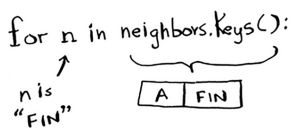 for n in neighbors.keys():
n is
"FIN"
A FIN